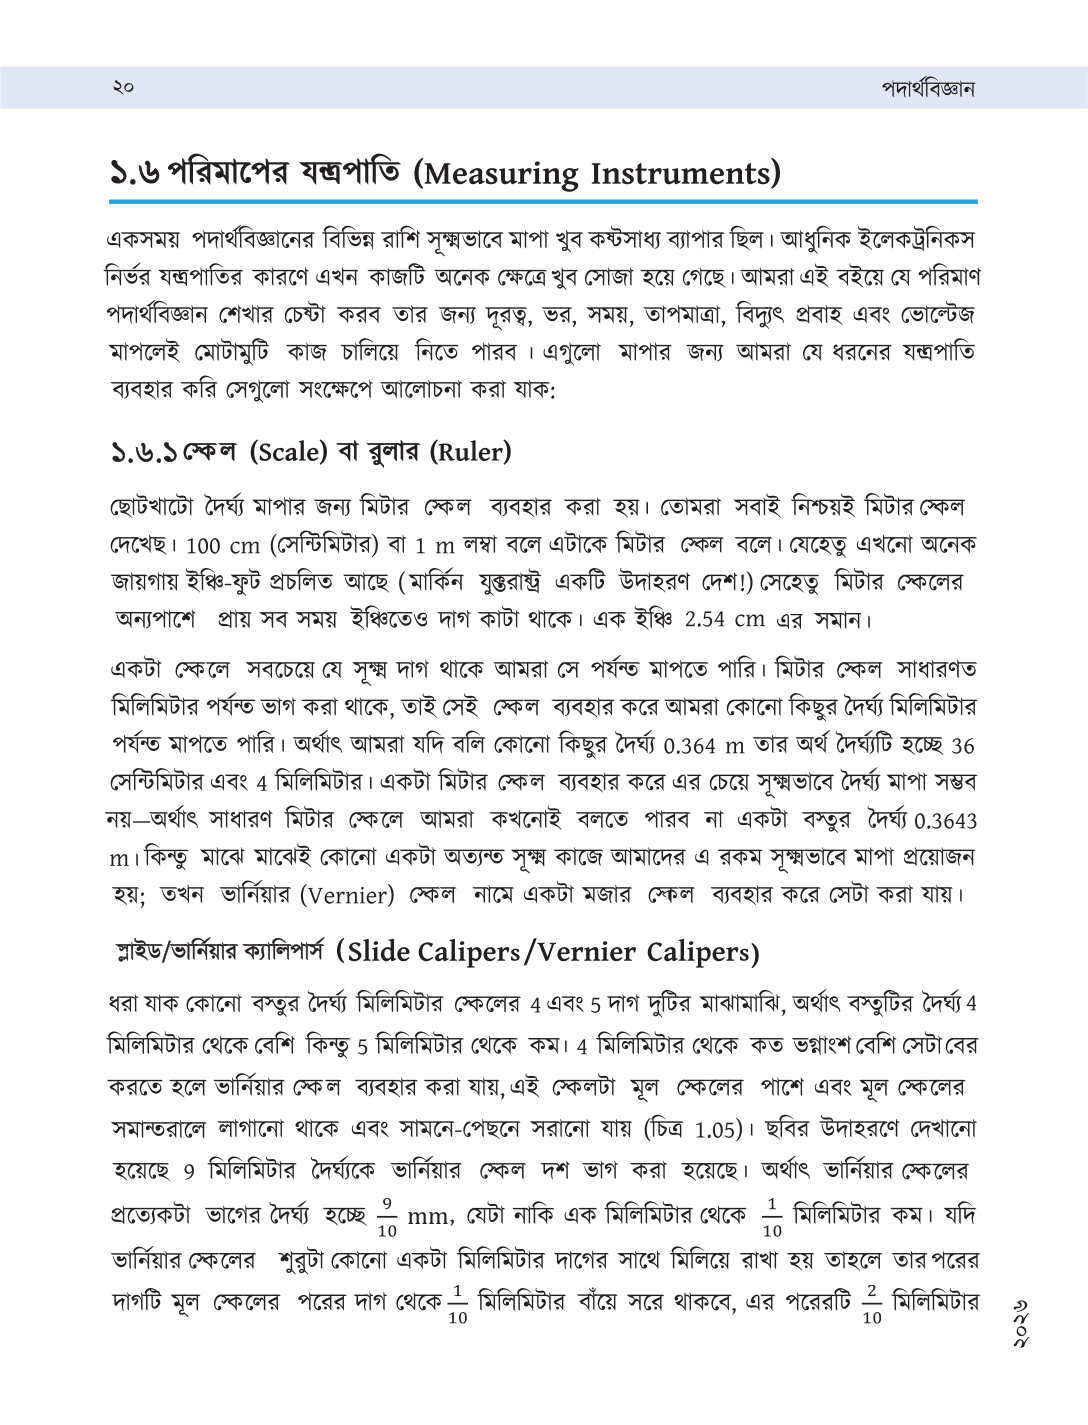 ২০
পদার্থবিজ্ঞান
১.৬ পরিমাপের যন্ত্রপাতি (Measuring Instruments)
একসময় পদার্থবিজ্ঞানের বিভিন্ন রাশি সূক্ষ্মভাবে মাপা খুব কষ্টসাধ্য ব্যাপার ছিল। আধুনিক ইলেকট্রনিকস
নির্ভর যন্ত্রপাতির কারণে এখন কাজটি অনেক ক্ষেত্রে খুব সোজা হয়ে গেছে। আমরা এই বইয়ে যে পরিমাণ
পদার্থবিজ্ঞান শেখার চেষ্টা করব তার জন্য দূরত্ব, ভর, সময়, তাপমাত্রা, বিদ্যুৎ প্রবাহ এবং ভোল্টেজ
মাপলেই মোটামুটি কাজ চালিয়ে নিতে পারব । এগুলো মাপার জন্য আমরা যে ধরনের যন্ত্রপাতি
ব্যবহার করি সেগুলো সংক্ষেপে আলোচনা করা যাক:
১.৬.১ স্কেল (Scale) বা রুলার (Ruler)
ছোটখাটো দৈর্ঘ্য মাপার জন্য মিটার স্কেল ব্যবহার করা হয়। তোমরা সবাই নিশ্চয়ই মিটার স্কেল
দেখেছ। 100 cm (সেন্টিমিটার) বা 1 m লম্বা বলে এটাকে মিটার স্কেল বলে। যেহেতু এখনো অনেক
জায়গায় ইঞ্চি-ফুট প্রচলিত আছে (মার্কিন যুক্তরাষ্ট্র একটি উদাহরণ দেশ!) সেহেতু মিটার স্কেলের
অন্যপাশে প্রায় সব সময় ইঞ্চিতেও দাগ কাটা থাকে। এক ইঞ্চি 2.54 cm এর সমান।
একটা স্কেলে সবচেয়ে যে সূক্ষ্ম দাগ থাকে আমরা সে পর্যন্ত মাপতে পারি। মিটার স্কেল সাধারণত
মিলিমিটার পর্যন্ত ভাগ করা থাকে, তাই সেই স্কেল ব্যবহার করে আমরা কোনো কিছুর দৈর্ঘ্য মিলিমিটার
পর্যন্ত মাপতে পারি। অর্থাৎ আমরা যদি বলি কোনো কিছুর দৈর্ঘ্য 0.364 m তার অর্থ দৈর্ঘ্যটি হচ্ছে 36
সেন্টিমিটার এবং 4 মিলিমিটার। একটা মিটার স্কেল ব্যবহার করে এর চেয়ে সূক্ষ্মভাবে দৈর্ঘ্য মাপা সম্ভব
নয়—অর্থাৎ সাধারণ মিটার স্কেলে আমরা কখনোই বলতে পারব না একটা বস্তুর দৈর্ঘ্য 0.3643
m। কিন্তু মাঝে মাঝেই কোনো একটা অত্যন্ত সূক্ষ্ম কাজে আমাদের এ রকম সূক্ষ্মভাবে মাপা প্রয়োজন
হয়; তখন ভার্নিয়ার (Vernier) স্কেল নামে একটা মজার স্কেল ব্যবহার করে সেটা করা যায়।
স্লাইড/ভার্নিয়ার ক্যালিপার্স (Slide Calipers/Vernier Calipers)
ধরা যাক কোনো বস্তুর দৈর্ঘ্য মিলিমিটার স্কেলের 4 এবং 5 দাগ দুটির মাঝামাঝি, অর্থাৎ বস্তুটির দৈর্ঘ্য 4
মিলিমিটার থেকে বেশি কিন্তু 5 মিলিমিটার থেকে কম। 4 মিলিমিটার থেকে কত ভগ্নাংশ বেশি সেটা বের
করতে হলে ভার্নিয়ার স্কেল ব্যবহার করা যায়, এই স্কেলটা মূল স্কেলের পাশে এবং মূল স্কেলের
সমান্তরালে লাগানো থাকে এবং সামনে-পেছনে সরানো যায় (চিত্র 1.05)। ছবির উদাহরণে দেখানো
হয়েছে 9 মিলিমিটার দৈর্ঘ্যকে ভার্নিয়ার স্কেল দশ ভাগ করা হয়েছে। অর্থাৎ ভার্নিয়ার স্কেলের
প্রত্যেকটা ভাগের দৈর্ঘ্য হচ্ছে 9/10 mm, যেটা নাকি এক মিলিমিটার থেকে 1/10 মিলিমিটার কম। যদি
ভার্নিয়ার স্কেলের শুরুটা কোনো একটা মিলিমিটার দাগের সাথে মিলিয়ে রাখা হয় তাহলে তার পরের
দাগটি মূল স্কেলের পরের দাগ থেকে 1/10 মিলিমিটার বাঁয়ে সরে থাকবে, এর পরেরটি 2/10 মিলিমিটার
২০২৬